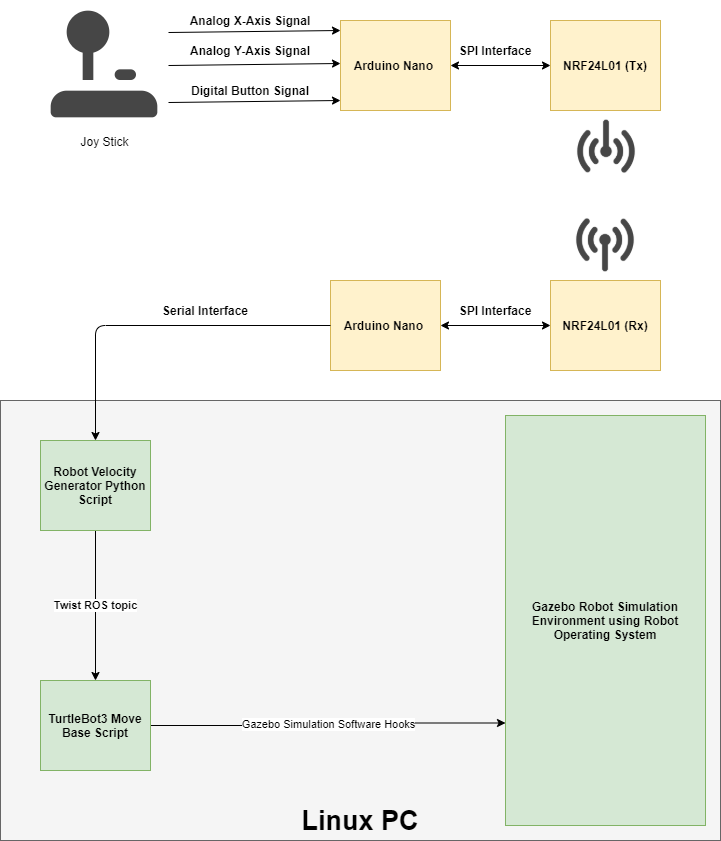 Analog X-Axis Signal
Analog Y-Axis Signal
Digital Button Signal
Joy Stick
Arduino Nano
SPI Interface
NRF24L01 (Tx)
Serial Interface
Arduino Nano
SPI Interface
NRF24L01 (Rx)
Robot Velocity
Generator Python
Script
Twist ROS topic
TurtleBot3 Move
Base Script
Gazebo Simulation Software Hooks
Gazebo Robot Simulation
Environment using Robot
Operating System
Linux PC